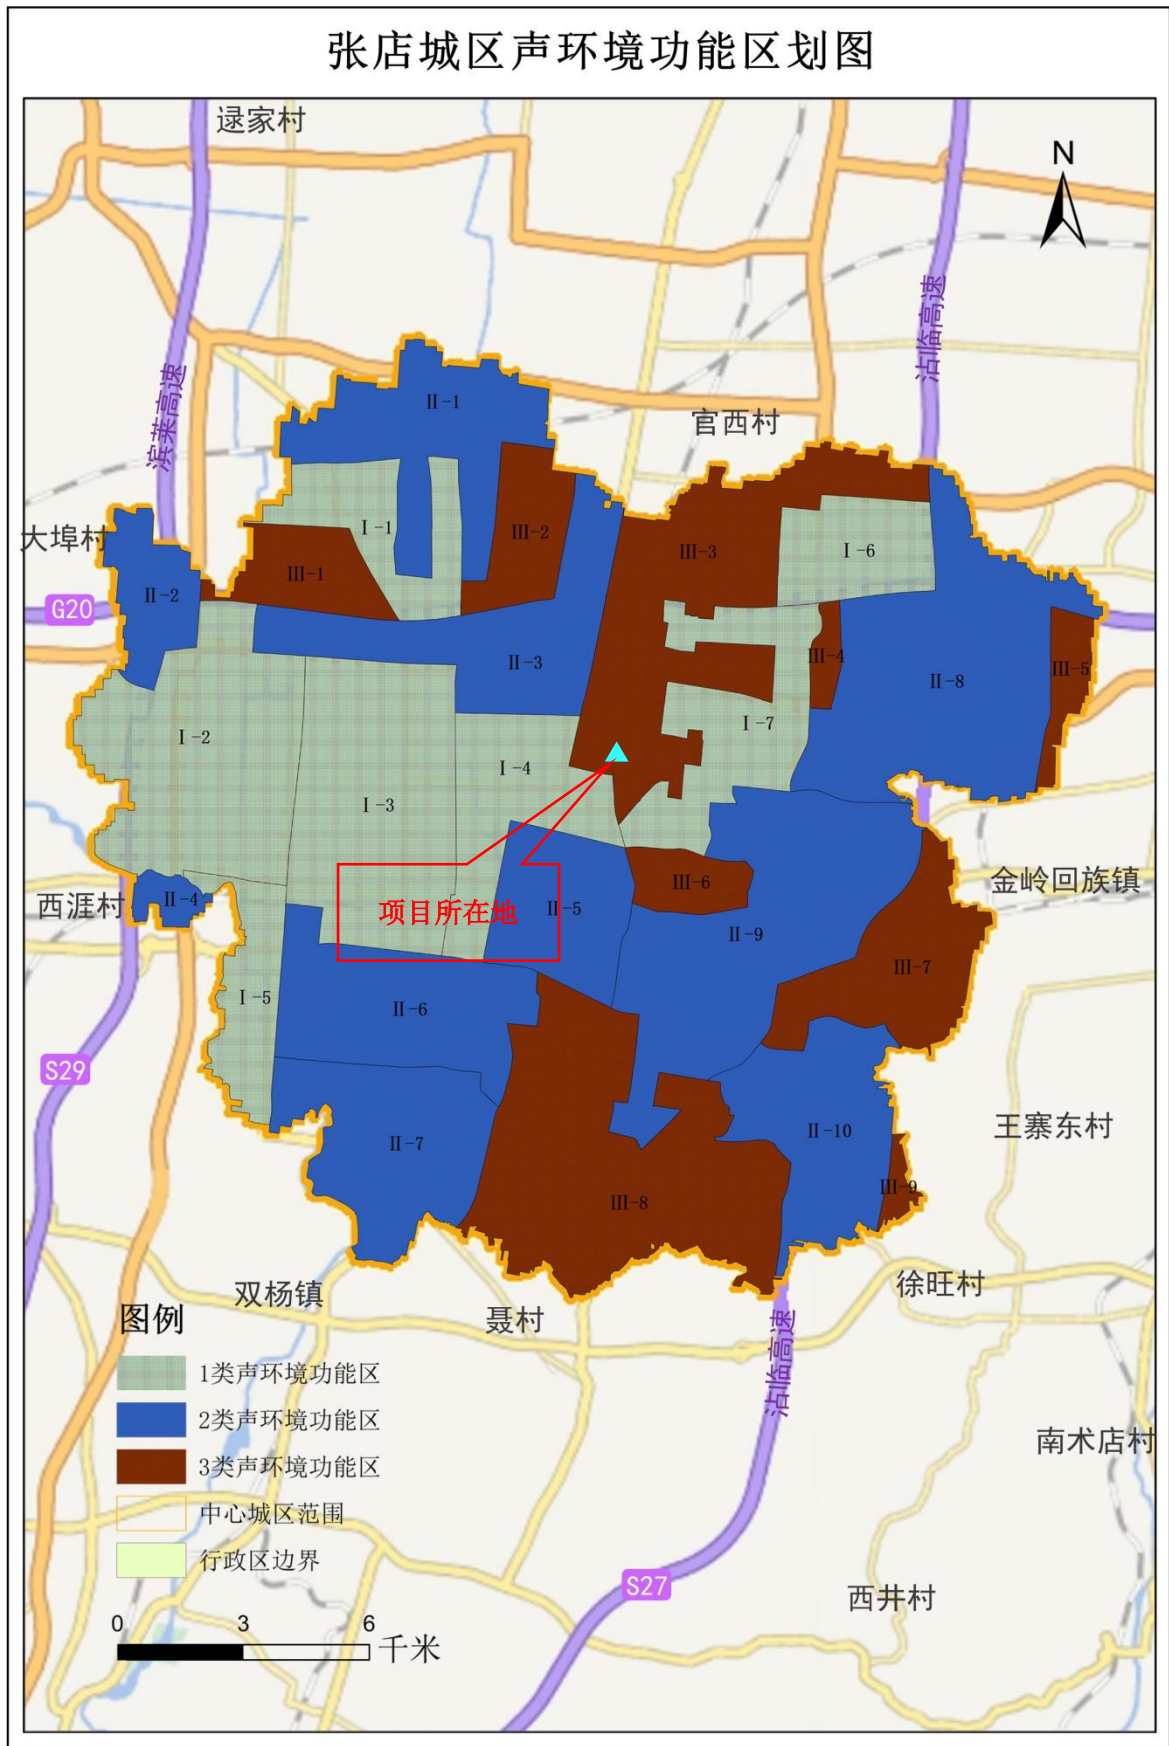 张店城区声环境功能区划图
逯家村
N
滨莱高速
沾临高速
官西村
大埠村
G20
II-1
I-1
III-2
III-1
II-2
III-3
I-6
II-3
III-4
II-8
III-5
I-2
I-4
I-7
I-3
西涯村
II-4
项目所在地
II-5
III-6
金岭回族镇
II-9
III-7
I-5
II-6
S29
II-7
II-10
王寨东村
III-8
III-9
双杨镇
聂村
徐旺村
沾临高速
图例
1类声环境功能区
2类声环境功能区
3类声环境功能区
中心城区范围
行政区边界
南术店村
S27
西井村
0 3 6
千米